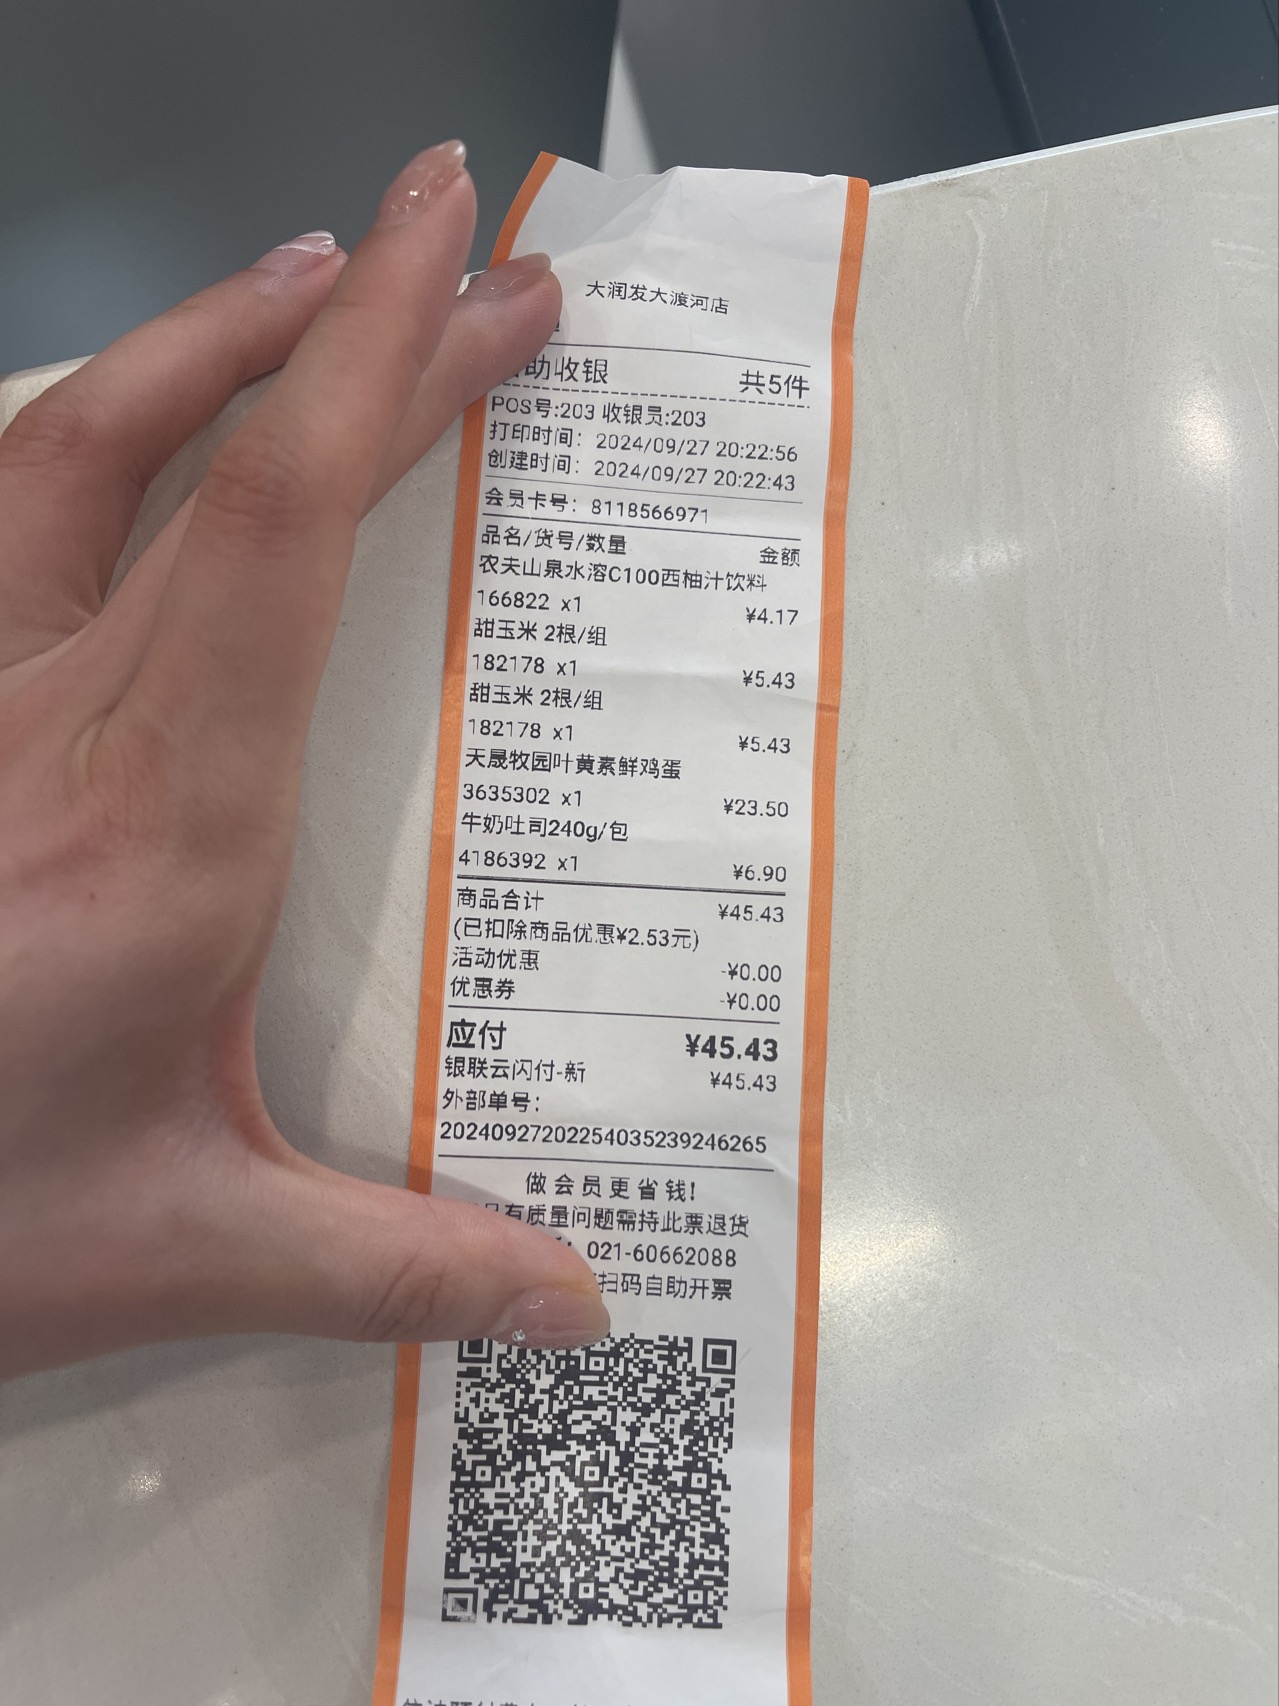 大润发大渡河店
助收银 共5件
POS号:203 收银员:203
打印时间: 2024/09/27 20:22:56
创建时间: 2024/09/27 20:22:43
会员卡号: 8118566971
品名/货号/数量 金额
农夫山泉水溶C100西柚汁饮料
166822 x1 ¥4.17
甜玉米 2根/组
182178 x1 ¥5.43
甜玉米 2根/组
182178 x1 ¥5.43
天晟牧园叶黄素鲜鸡蛋
3635302 x1 ¥23.50
牛奶吐司240g/包
4186392 x1 ¥6.90
商品合计 ¥45.43
(已扣除商品优惠¥2.53元)
活动优惠 -¥0.00
优惠券 -¥0.00
应付 ¥45.43
银联云闪付-新 ¥45.43
外部单号:
20240927202254035239246265
做会员更省钱!
品有质量问题需持此票退货
021-60662088
扫码自助开票